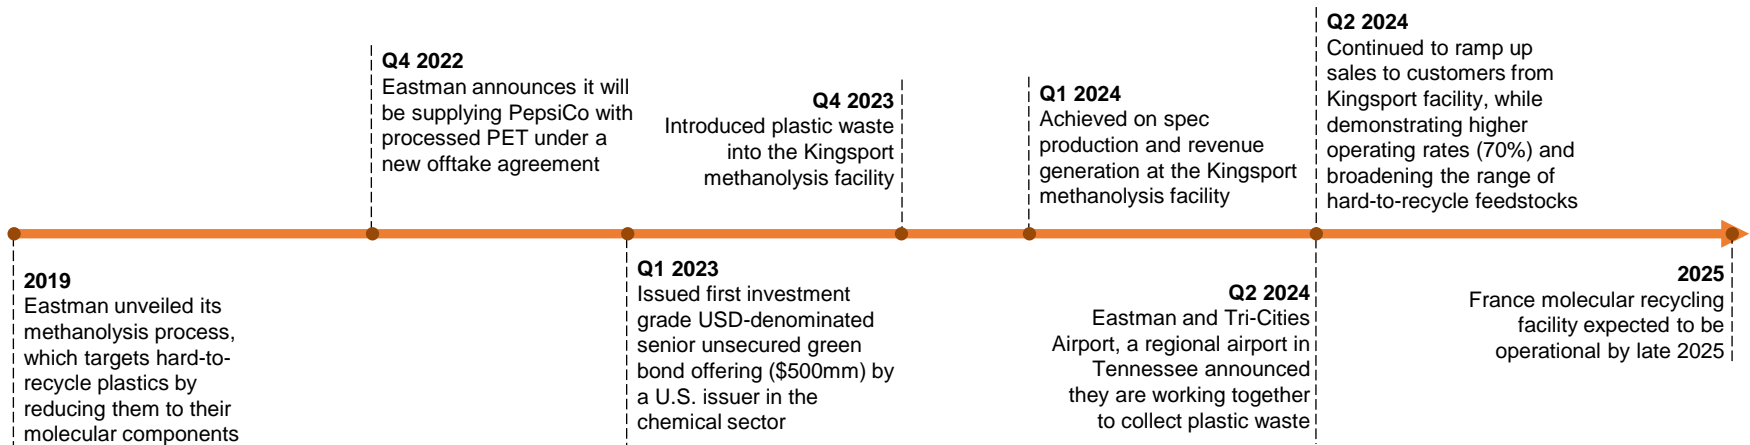 Q4 2022
Eastman announces it will
be supplying PepsiCo with
processed PET under a
new offtake agreement
Q4 2023
Introduced plastic waste
into the Kingsport
methanolysis facility
Q1 2024
Achieved on spec
production and revenue
generation at the Kingsport
methanolysis facility
Q2 2024
Continued to ramp up
sales to customers from
Kingsport facility, while
demonstrating higher
operating rates (70%) and
broadening the range of
hard-to-recycle feedstocks
2019
Eastman unveiled its
methanolysis process,
which targets hard-to-
recycle plastics by
reducing them to their
molecular components
Q1 2023
Issued first investment
grade USD-denominated
senior unsecured green
bond offering ($500mm) by
a U.S. issuer in the
chemical sector
Q2 2024
Eastman and Tri-Cities
Airport, a regional airport in
Tennessee announced
they are working together
to collect plastic waste
2025
France molecular recycling
facility expected to be
operational by late 2025